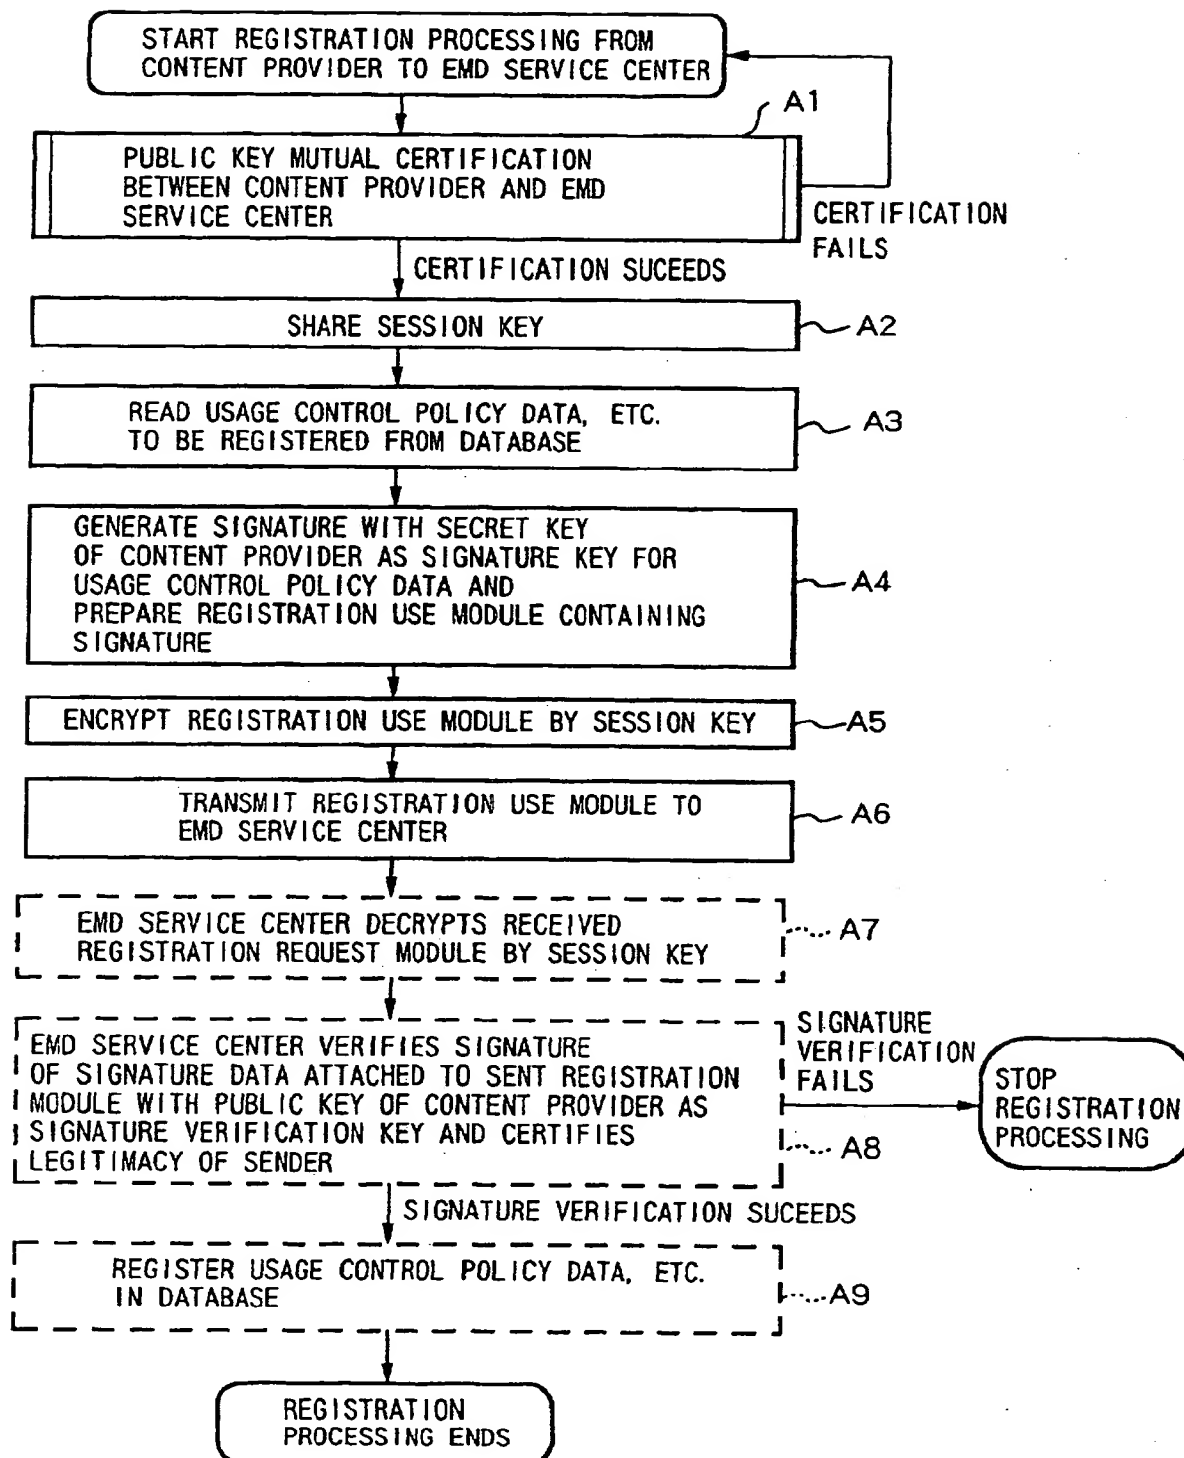 START REGISTRATION PROCESSING FROM
CONTENT PROVIDER TO EMD SERVICE CENTER
A1
PUBLIC KEY MUTUAL CERTIFICATION
BETWEEN CONTENT PROVIDER AND EMD
SERVICE CENTER
CERTIFICATION
FAILS
CERTIFICATION SUCEEDS
SHARE SESSION KEY
A2
READ USAGE CONTROL POLICY DATA, ETC.
TO BE REGISTERED FROM DATABASE
A3
GENERATE SIGNATURE WITH SECRET KEY
OF CONTENT PROVIDER AS SIGNATURE KEY FOR
USAGE CONTROL POLICY DATA AND
PREPARE REGISTRATION USE MODULE CONTAINING
SIGNATURE
A4
ENCRYPT REGISTRATION USE MODULE BY SESSION KEY
A5
TRANSMIT REGISTRATION USE MODULE TO
EMD SERVICE CENTER
A6
EMD SERVICE CENTER DECRYPTS RECEIVED
REGISTRATION REQUEST MODULE BY SESSION KEY
A7
EMD SERVICE CENTER VERIFIES SIGNATURE
OF SIGNATURE DATA ATTACHED TO SENT REGISTRATION
MODULE WITH PUBLIC KEY OF CONTENT PROVIDER AS
SIGNATURE VERIFICATION KEY AND CERTIFIES
LEGITIMACY OF SENDER
SIGNATURE
VERIFICATION
FAILS
A8
STOP
REGISTRATION
PROCESSING
SIGNATURE VERIFICATION SUCEEDS
REGISTER USAGE CONTROL POLICY DATA, ETC.
IN DATABASE
A9
REGISTRATION
PROCESSING ENDS